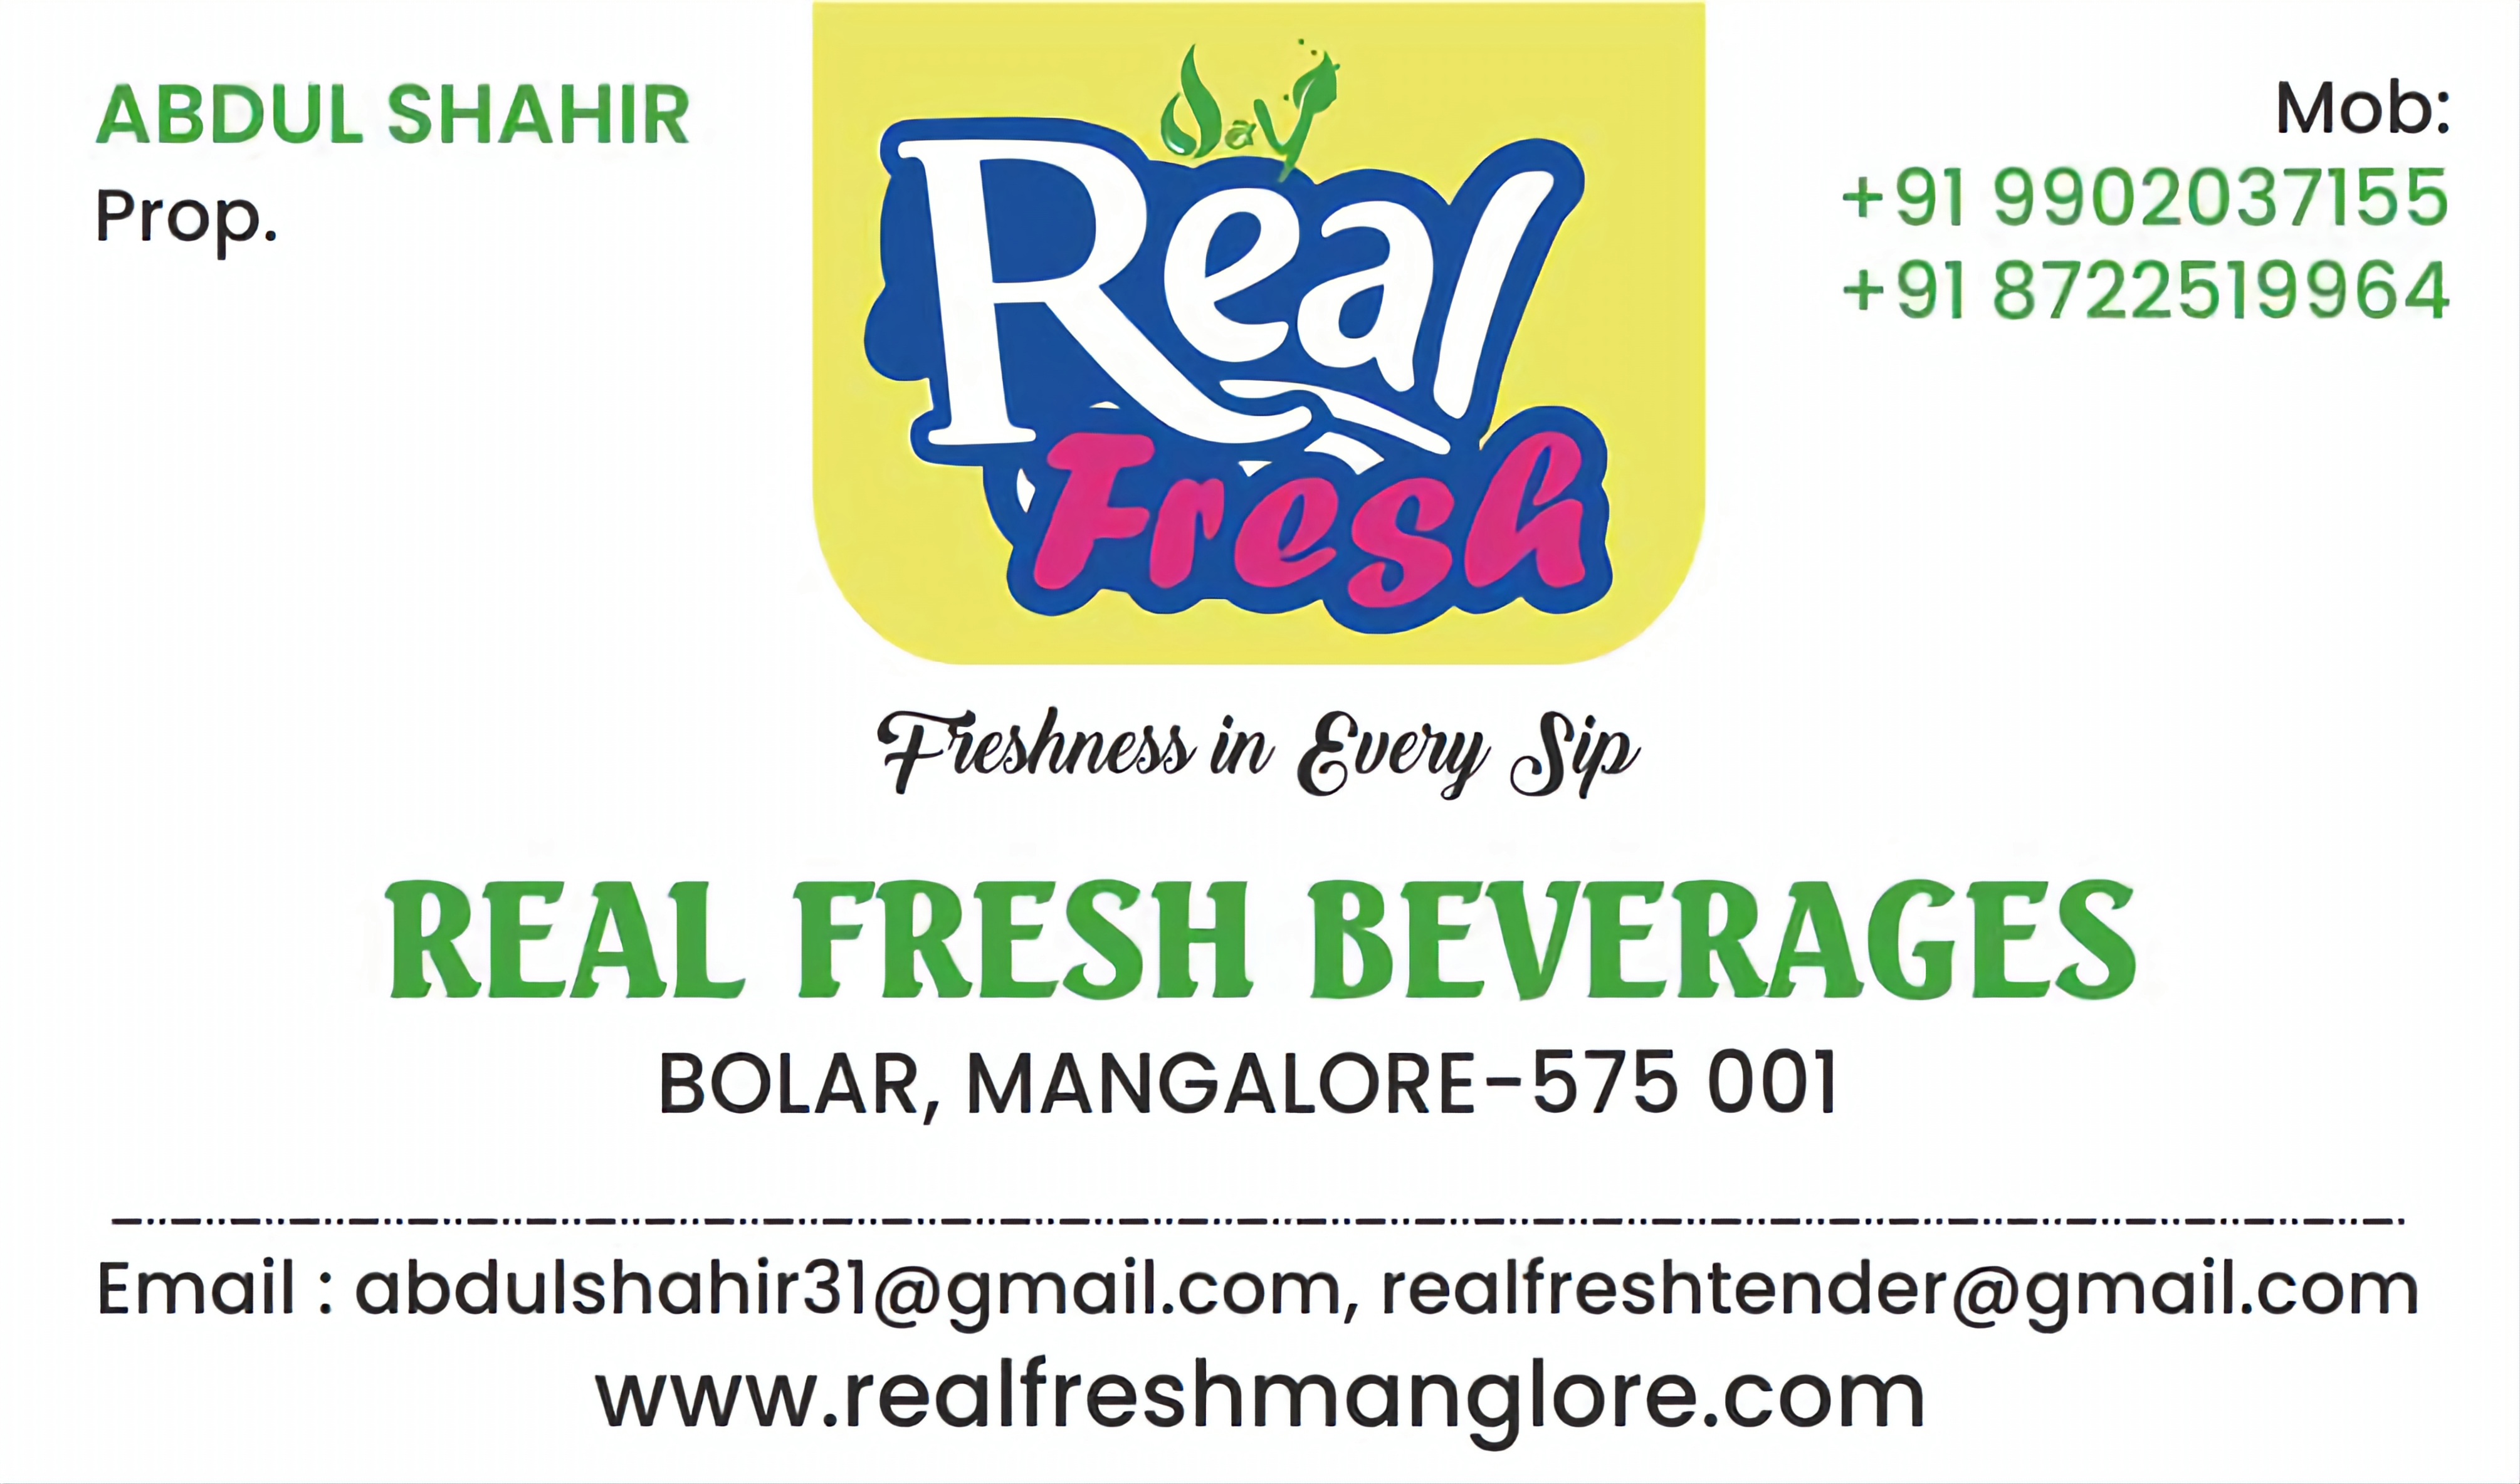 ABDUL SHAHIR
Prop.
Mob:
+91 9902037155
+91 8722519964
Say
Real
Fresh
Freshness in Every Sip
REAL FRESH BEVERAGES
BOLAR, MANGALORE-575 001
Email : abdulshahir31@gmail.com, realfreshtender@gmail.com
www.realfreshmanglore.com